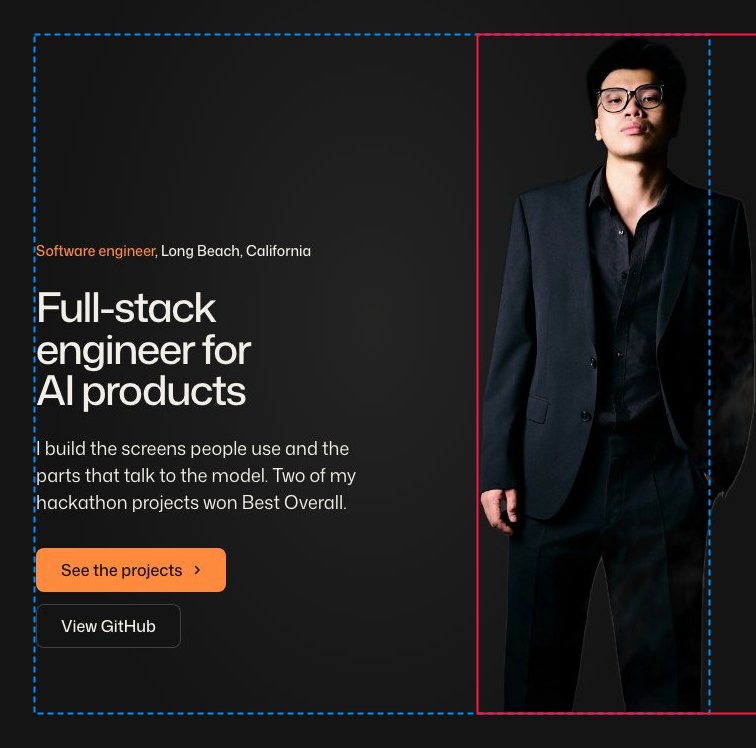 Software engineer, Long Beach, California
Full-stack
engineer for
AI products
I build the screens people use and the
parts that talk to the model. Two of my
hackathon projects won Best Overall.
See the projects
View GitHub